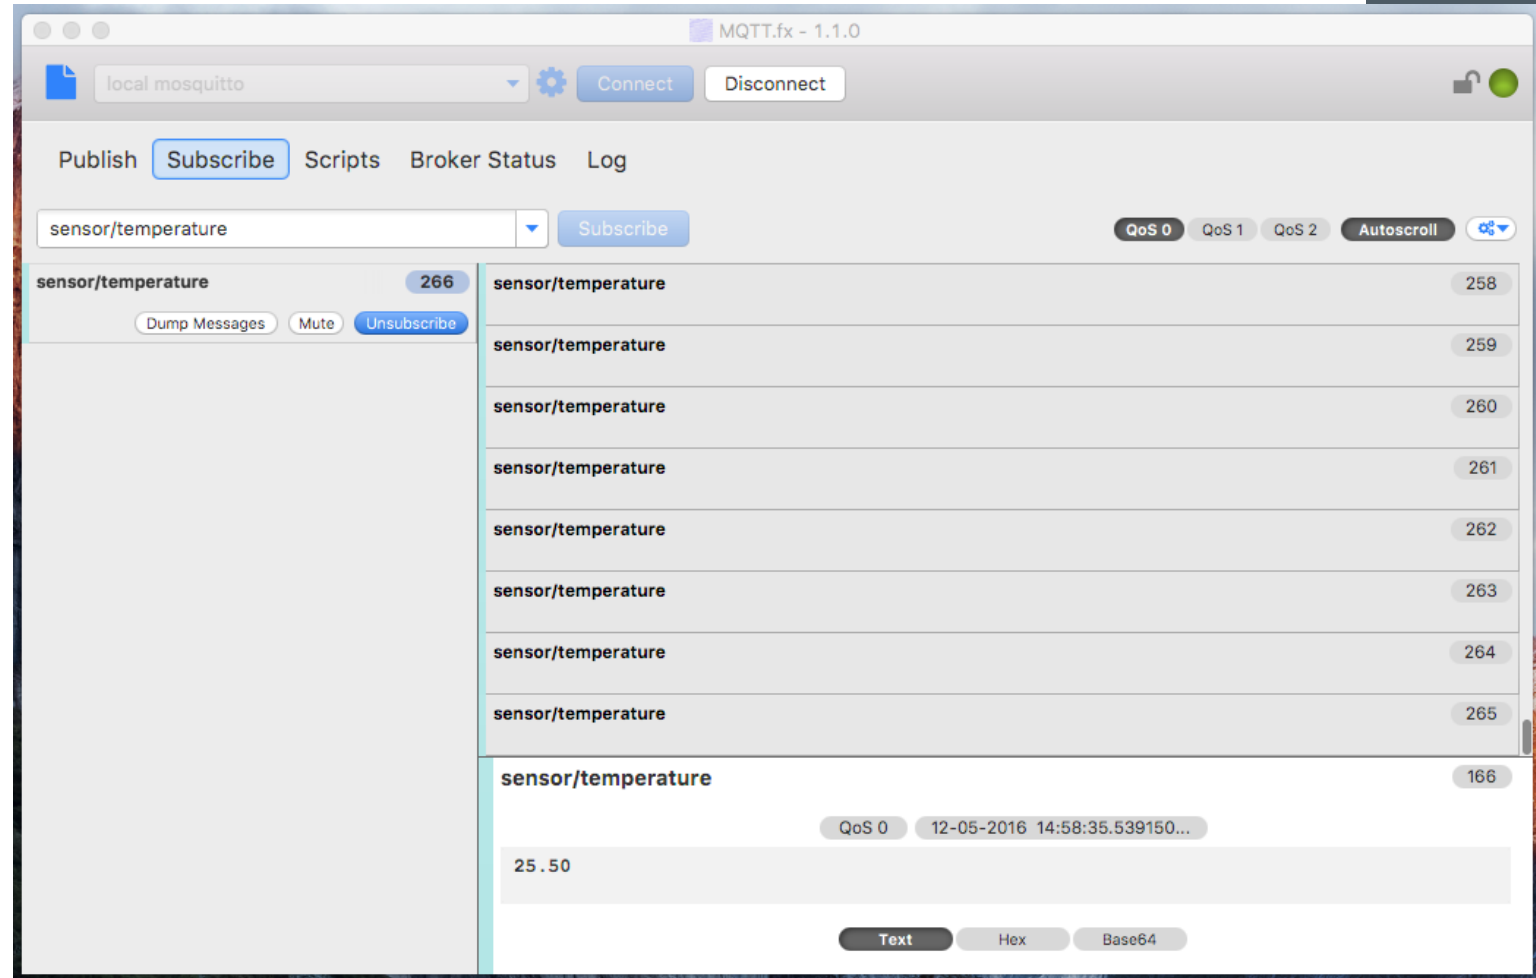 MQTT.fx - 1.1.0
local mosquitto Connect Disconnect
Publish Subscribe Scripts Broker Status Log
sensor/temperature Subscribe QoS 0 QoS 1 QoS 2 Autoscroll
sensor/temperature 266
Dump Messages Mute Unsubscribe
sensor/temperature 258
sensor/temperature 259
sensor/temperature 260
sensor/temperature 261
sensor/temperature 262
sensor/temperature 263
sensor/temperature 264
sensor/temperature 265
sensor/temperature 166
QoS 0 12-05-2016 14:58:35.539150...
25.50
Text Hex Base64